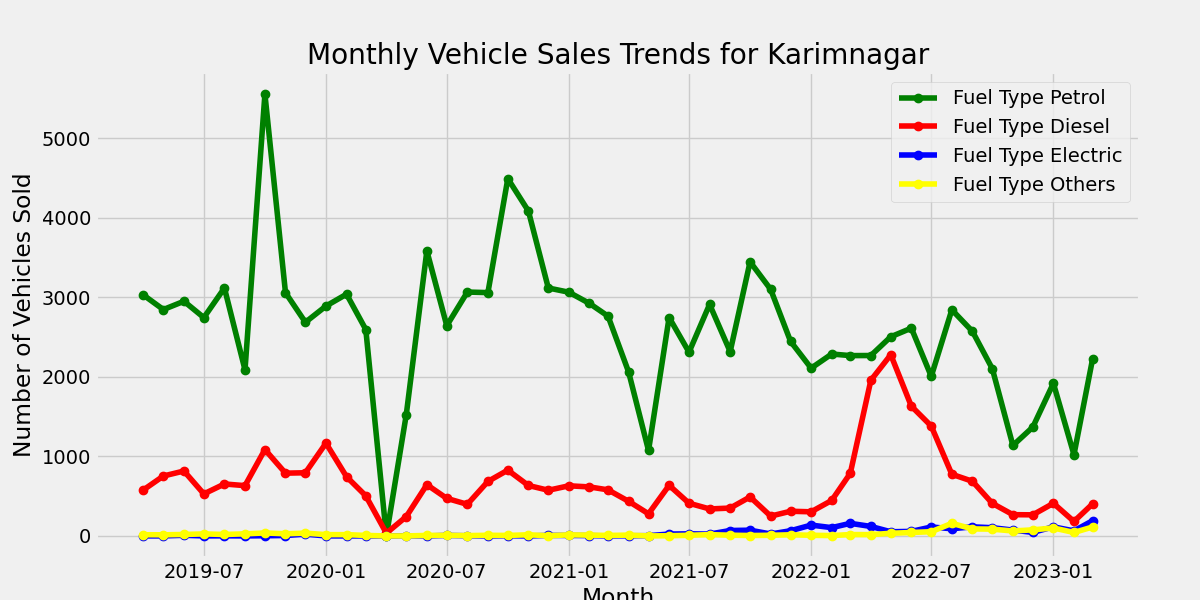 Monthly Vehicle Sales Trends for Karimnagar
Fuel Type Petrol
Fuel Type Diesel
Fuel Type Electric
Fuel Type Others
Number of Vehicles Sold
5000
4000
3000
2000
1000
0
2019-07 2020-01 2020-07 2021-01 2021-07 2022-01 2022-07 2023-01
Month